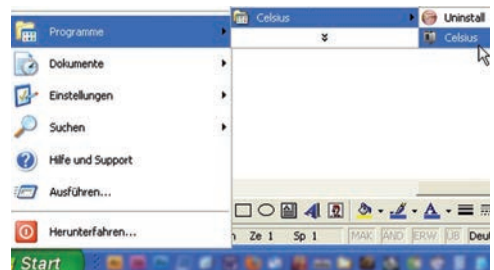 Programme
Dokumente
Einstellungen
Suchen
Hilfe und Support
Ausführen...
Herunterfahren...
Start
Celsius
Uninstall
Celsius
Ze 1 Sp 1 MAK ÄND ERW ÜB Deu